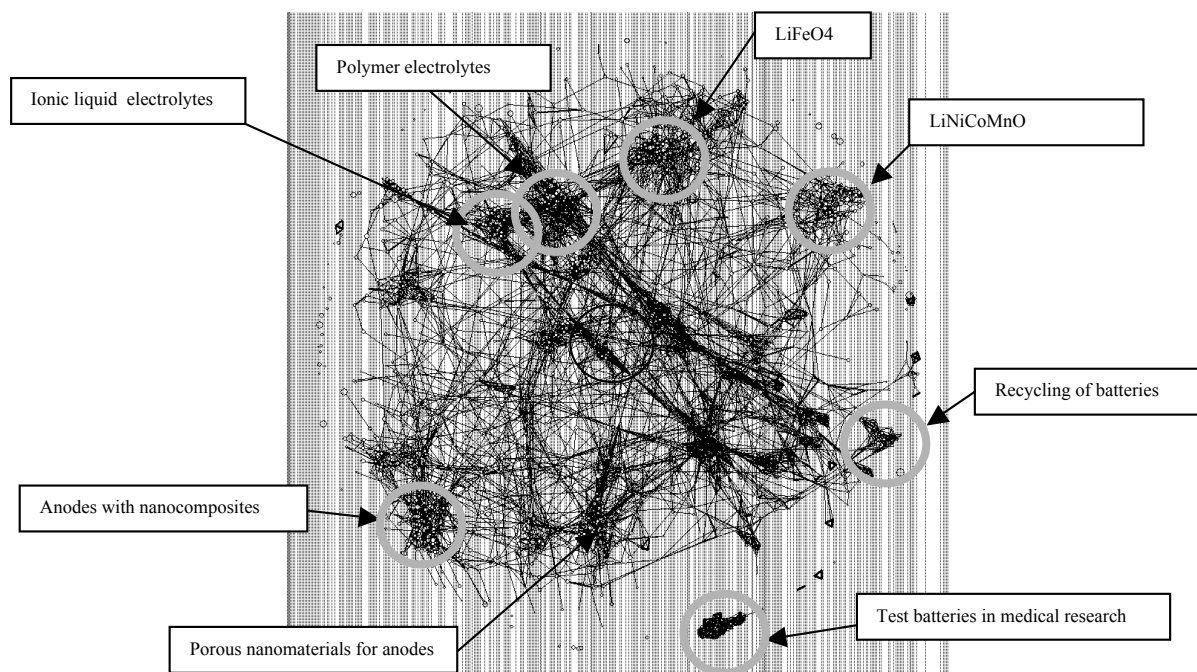 LiFeO4
Polymer electrolytes
Ionic liquid electrolytes
LiNiCoMnO
Recycling of batteries
Anodes with nanocomposites
Test batteries in medical research
Porous nanomaterials for anodes